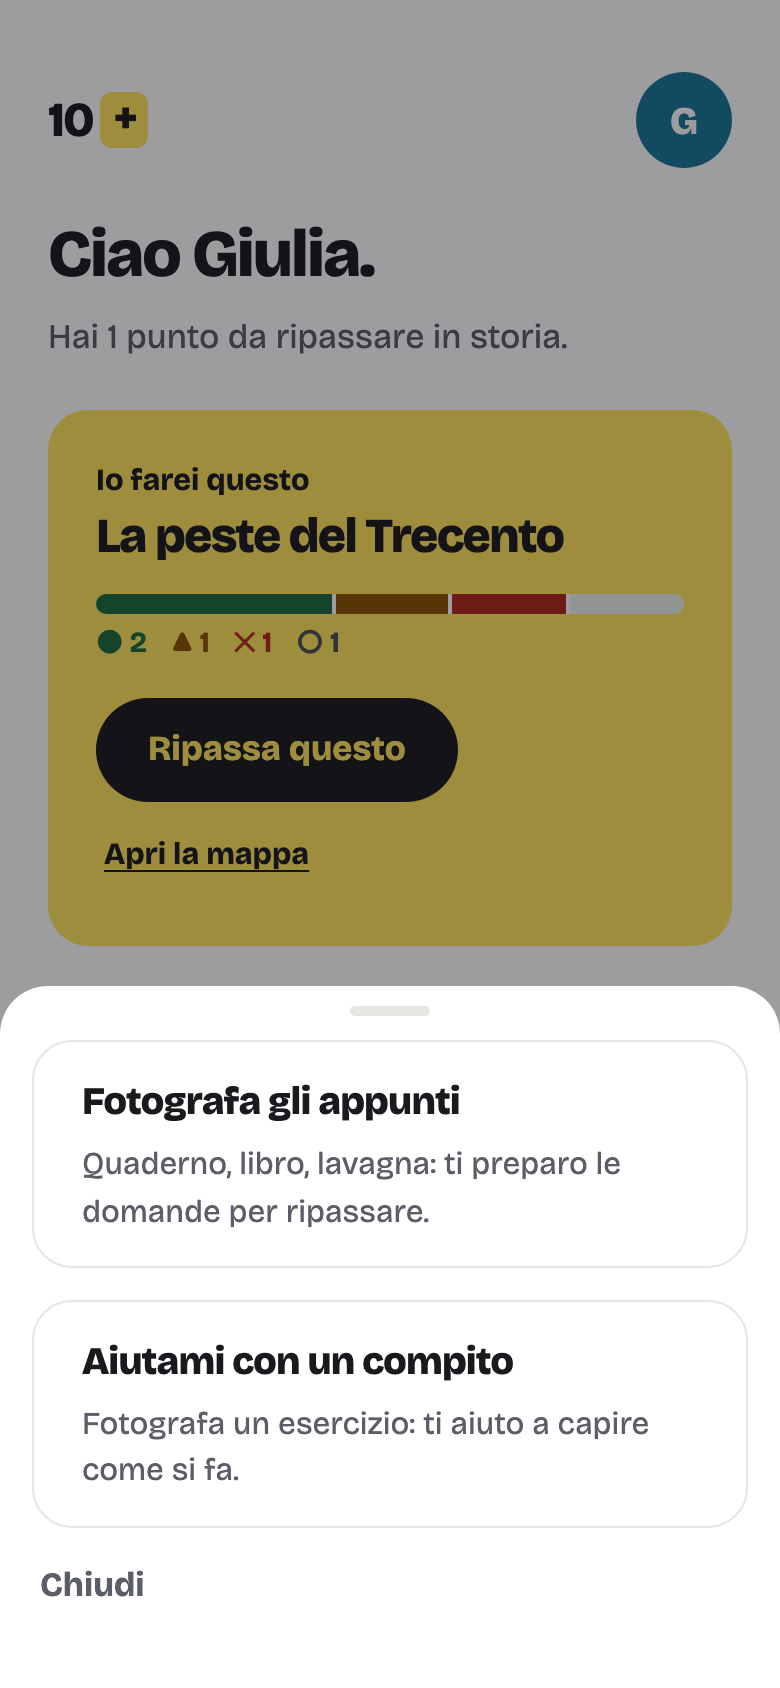 10 +
G
Ciao Giulia.
Hai 1 punto da ripassare in storia.
Io farei questo
La peste del Trecento
2 1 1 1
Ripassa questo
Apri la mappa
Fotografa gli appunti
Quaderno, libro, lavagna: ti preparo le
domande per ripassare.
Aiutami con un compito
Fotografa un esercizio: ti aiuto a capire
come si fa.
Chiudi